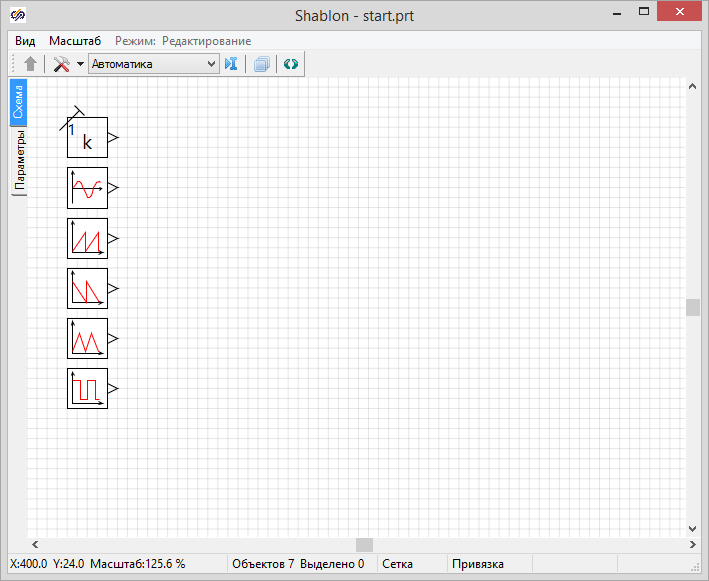 Shablon - start.prt
Вид Масштаб Режим: Редактирование
Автоматика
Схема
Параметры
1
k
X:400.0 Y:24.0 Масштаб:125.6 % Объектов 7 Выделено 0 Сетка Привязка